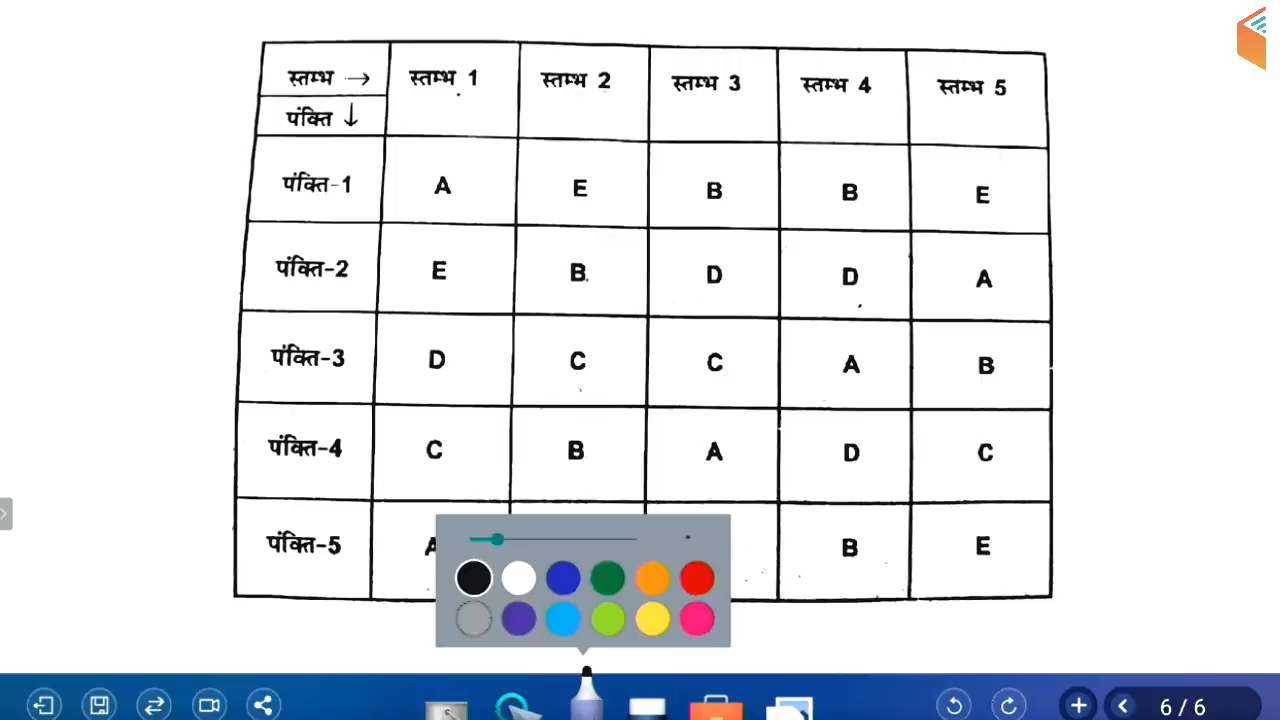 स्तम्भ → स्तम्भ 1 स्तम्भ 2 स्तम्भ 3 स्तम्भ 4 स्तम्भ 5
पंक्ति ↓
पंक्ति-1 A E B B E
पंक्ति-2 E B D D A
पंक्ति-3 D C C A B
पंक्ति-4 C B A D C
पंक्ति-5 A B E
6 / 6